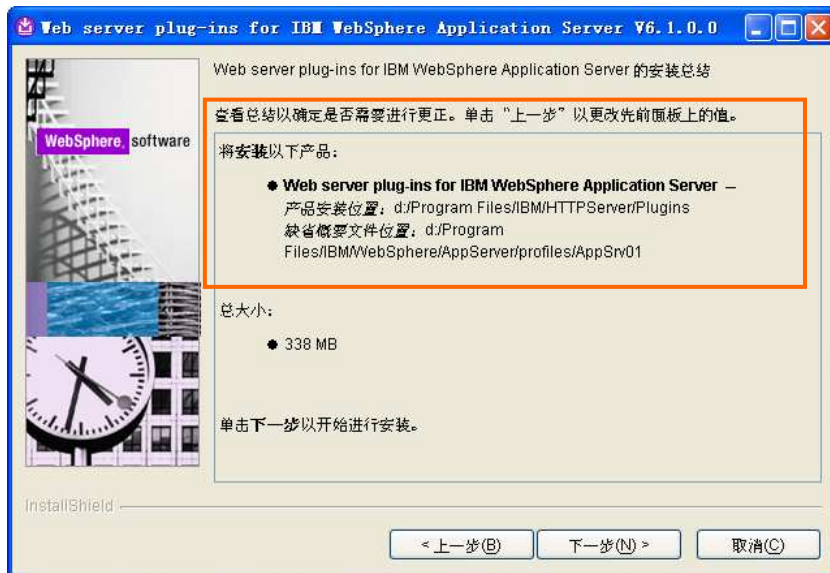 Web server plug-ins for IBM WebSphere Application Server V6.1.0.0
Web server plug-ins for IBM WebSphere Application Server 的安装总结
WebSphere. software
查看总结以确定是否需要进行更正。单击“上一步”以更改先前面板上的值。
将安装以下产品：
● Web server plug-ins for IBM WebSphere Application Server –
产品安装位置：d:/Program Files/IBM/HTTPServer/Plugins
缺省概要文件位置：d:/Program
Files/IBM/WebSphere/AppServer/profiles/AppSrv01
总大小：
● 338 MB
单击下一步以开始进行安装。
InstallShield
<上一步(B)
下一步(N)>
取消(C)